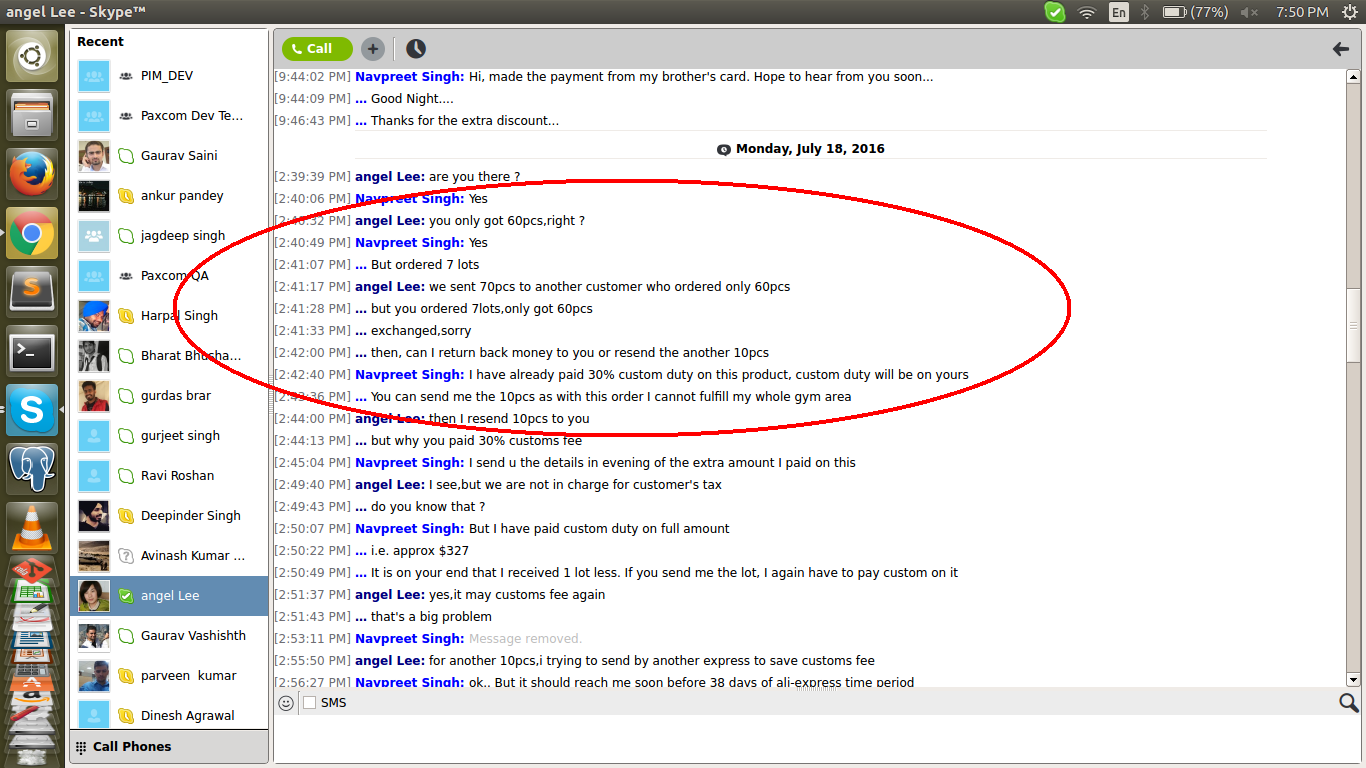 angel Lee - Skype™
En
(77%)
7:50 PM
Recent
PIM_DEV
Paxcom Dev Te...
Gaurav Saini
ankur pandey
jagdeep singh
Paxcom QA
Harpal Singh
Bharat Bhusha...
gurdas brar
gurjeet singh
Ravi Roshan
Deepinder Singh
Avinash Kumar ...
angel Lee
Gaurav Vashishth
parveen kumar
Dinesh Agrawal
Call Phones
Call
[9:44:02 PM] Navpreet Singh: Hi, made the payment from my brother's card. Hope to hear from you soon...
[9:44:09 PM] ... Good Night....
[9:46:43 PM] ... Thanks for the extra discount...
Monday, July 18, 2016
[2:39:39 PM] angel Lee: are you there ?
[2:40:06 PM] Navpreet Singh: Yes
[2:40:32 PM] angel Lee: you only got 60pcs,right ?
[2:40:49 PM] Navpreet Singh: Yes
[2:41:07 PM] ... But ordered 7 lots
[2:41:17 PM] angel Lee: we sent 70pcs to another customer who ordered only 60pcs
[2:41:28 PM] ... but you ordered 7lots,only got 60pcs
[2:41:33 PM] ... exchanged,sorry
[2:42:00 PM] ... then, can I return back money to you or resend the another 10pcs
[2:42:40 PM] Navpreet Singh: I have already paid 30% custom duty on this product, custom duty will be on yours
[2:43:36 PM] ... You can send me the 10pcs as with this order I cannot fulfill my whole gym area
[2:44:00 PM] angel Lee: then I resend 10pcs to you
[2:44:13 PM] ... but why you paid 30% customs fee
[2:45:04 PM] Navpreet Singh: I send u the details in evening of the extra amount I paid on this
[2:49:40 PM] angel Lee: I see,but we are not in charge for customer's tax
[2:49:43 PM] ... do you know that ?
[2:50:07 PM] Navpreet Singh: But I have paid custom duty on full amount
[2:50:22 PM] ... i.e. approx $327
[2:50:49 PM] ... It is on your end that I received 1 lot less. If you send me the lot, I again have to pay custom on it
[2:51:37 PM] angel Lee: yes,it may customs fee again
[2:51:43 PM] ... that's a big problem
[2:53:11 PM] Navpreet Singh: Message removed.
[2:55:50 PM] angel Lee: for another 10pcs,i trying to send by another express to save customs fee
[2:56:27 PM] Navpreet Singh: ok.. But it should reach me soon before 38 days of ali-express time period
SMS